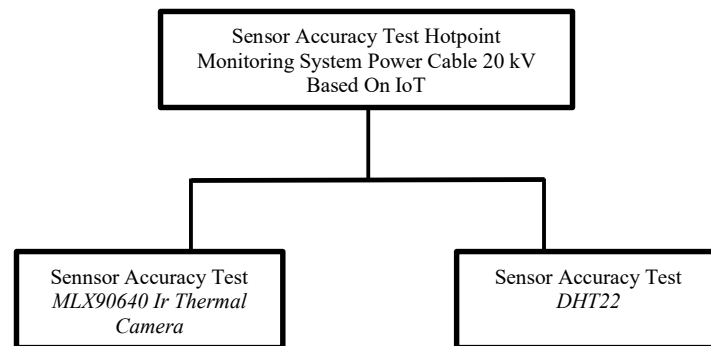 Sensor Accuracy Test Hotpoint
Monitoring System Power Cable 20 kV
Based On IoT
Sennsor Accuracy Test
MLX90640 Ir Thermal
Camera
Sensor Accuracy Test
DHT22